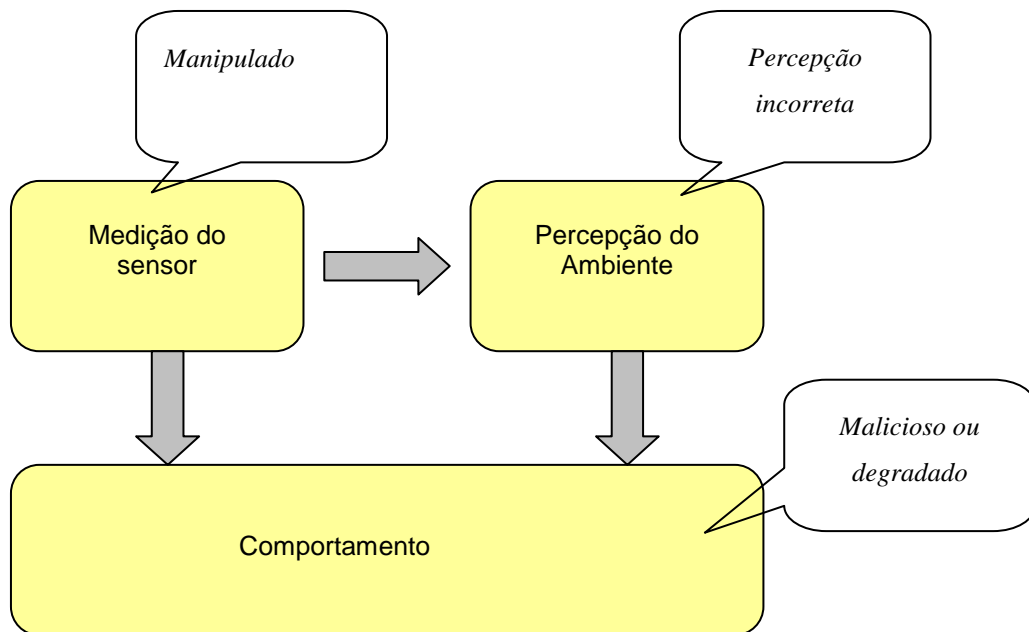 Manipulado
Percepção
incorreta
Medição do
sensor
Percepção do
Ambiente
Malicioso ou
degradado
Comportamento